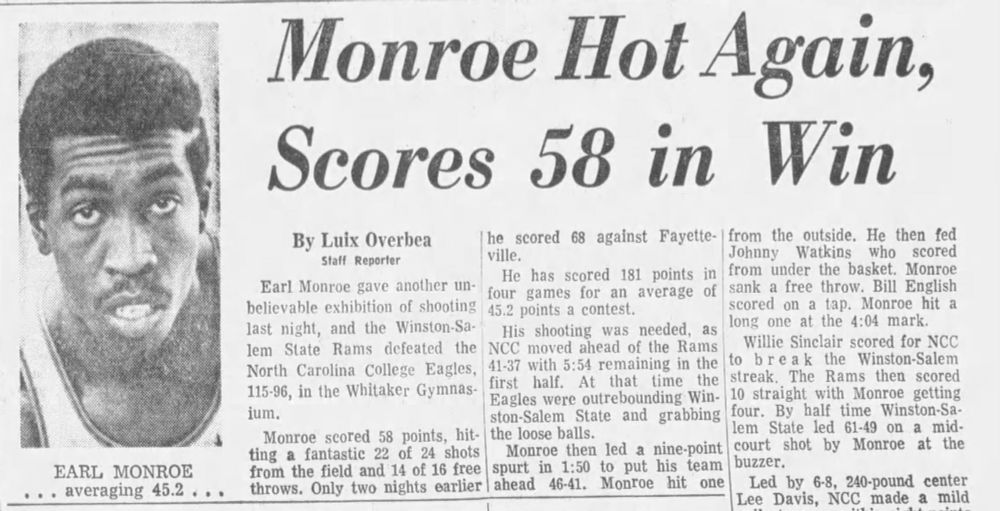 Monroe Hot Again,
Scores 58 in Win
EARL MONROE
... averaging 45.2 ...
By Luix Overbea
Staff Reporter
Earl Monroe gave another un-
believable exhibition of shooting
last night, and the Winston-Sa-
lem State Rams defeated the
North Carolina College Eagles,
115-96, in the Whitaker Gymnas-
ium.
Monroe scored 58 points, hit-
ting a fantastic 22 of 24 shots
from the field and 14 of 16 free
throws. Only two nights earlier
he scored 68 against Fayette-
ville.
He has scored 181 points in
four games for an average of
45.2 points a contest.
His shooting was needed, as
NCC moved ahead of the Rams
41-37 with 5:54 remaining in the
first half. At that time the
Eagles were outrebounding Win-
ston-Salem State and grabbing
the loose balls.
Monroe then led a nine-point
spurt in 1:50 to put his team
ahead 46-41. Monroe hit one
from the outside. He then fed
Johnny Watkins who scored
from under the basket. Monroe
sank a free throw. Bill English
scored on a tap. Monroe hit a
long one at the 4:04 mark.
Willie Sinclair scored for NCC
to break the Winston-Salem
streak. The Rams then scored
10 straight with Monroe getting
four. By half time Winston-Sa-
lem State led 61-49 on a mid-
court shot by Monroe at the
buzzer.
Led by 6-8, 240-pound center
Lee Davis, NCC made a mild